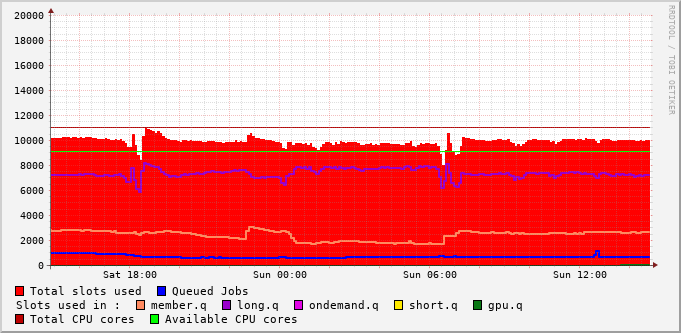 20000
18000
16000
14000
12000
10000
8000
6000
4000
2000
0
Sat 18:00 Sun 00:00 Sun 06:00 Sun 12:00
Total slots used Queued Jobs
Slots used in : member.q long.q ondemand.q short.q gpu.q
Total CPU cores Available CPU cores
RRDTOOL / TOBI OETIKER